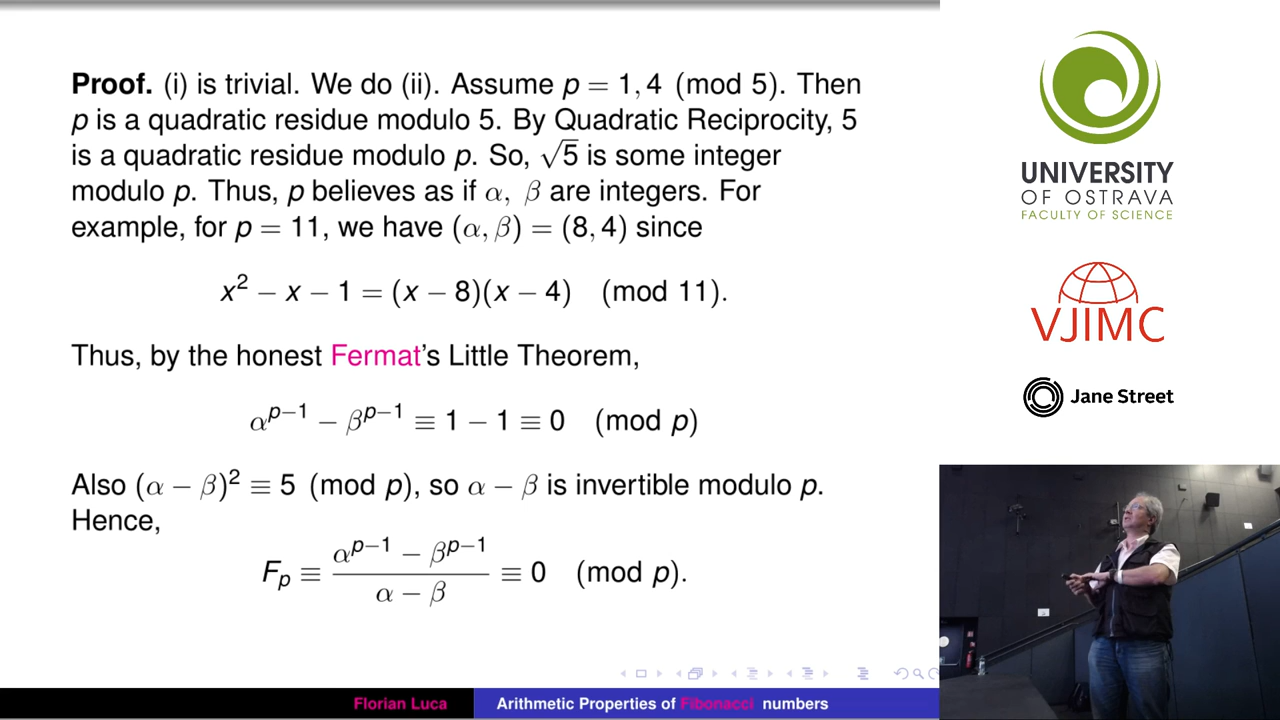 Proof. (i) is trivial. We do (ii). Assume p = 1, 4 (mod 5). Then
p is a quadratic residue modulo 5. By Quadratic Reciprocity, 5
is a quadratic residue modulo p. So, √5 is some integer
modulo p. Thus, p believes as if α, β are integers. For
example, for p = 11, we have (α, β) = (8, 4) since
x² − x − 1 = (x − 8)(x − 4) (mod 11).
Thus, by the honest Fermat's Little Theorem,
α^{p−1} − β^{p−1} ≡ 1 − 1 ≡ 0 (mod p)
Also (α − β)² ≡ 5 (mod p), so α − β is invertible modulo p.
Hence,
F_p ≡ \frac{α^{p−1} − β^{p−1}}{α − β} ≡ 0 (mod p).
Florian Luca
Arithmetic Properties of Fibonacci numbers
UNIVERSITY
OF OSTRAVA
FACULTY OF SCIENCE
VJIMC
Jane Street